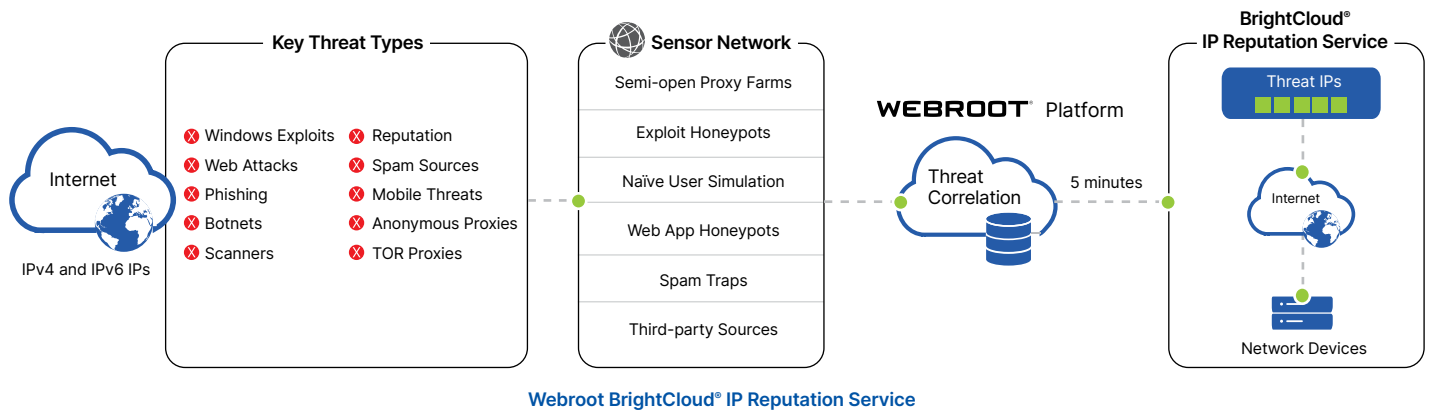 Internet
IPv4 and IPv6 IPs
Key Threat Types
Windows Exploits
Web Attacks
Phishing
Botnets
Scanners
Reputation
Spam Sources
Mobile Threats
Anonymous Proxies
TOR Proxies
Sensor Network
Semi-open Proxy Farms
Exploit Honeypots
Naïve User Simulation
Web App Honeypots
Spam Traps
Third-party Sources
WEBROOT® Platform
Threat
Correlation
5 minutes
BrightCloud®
IP Reputation Service
Threat IPs
Internet
Network Devices
Webroot BrightCloud® IP Reputation Service